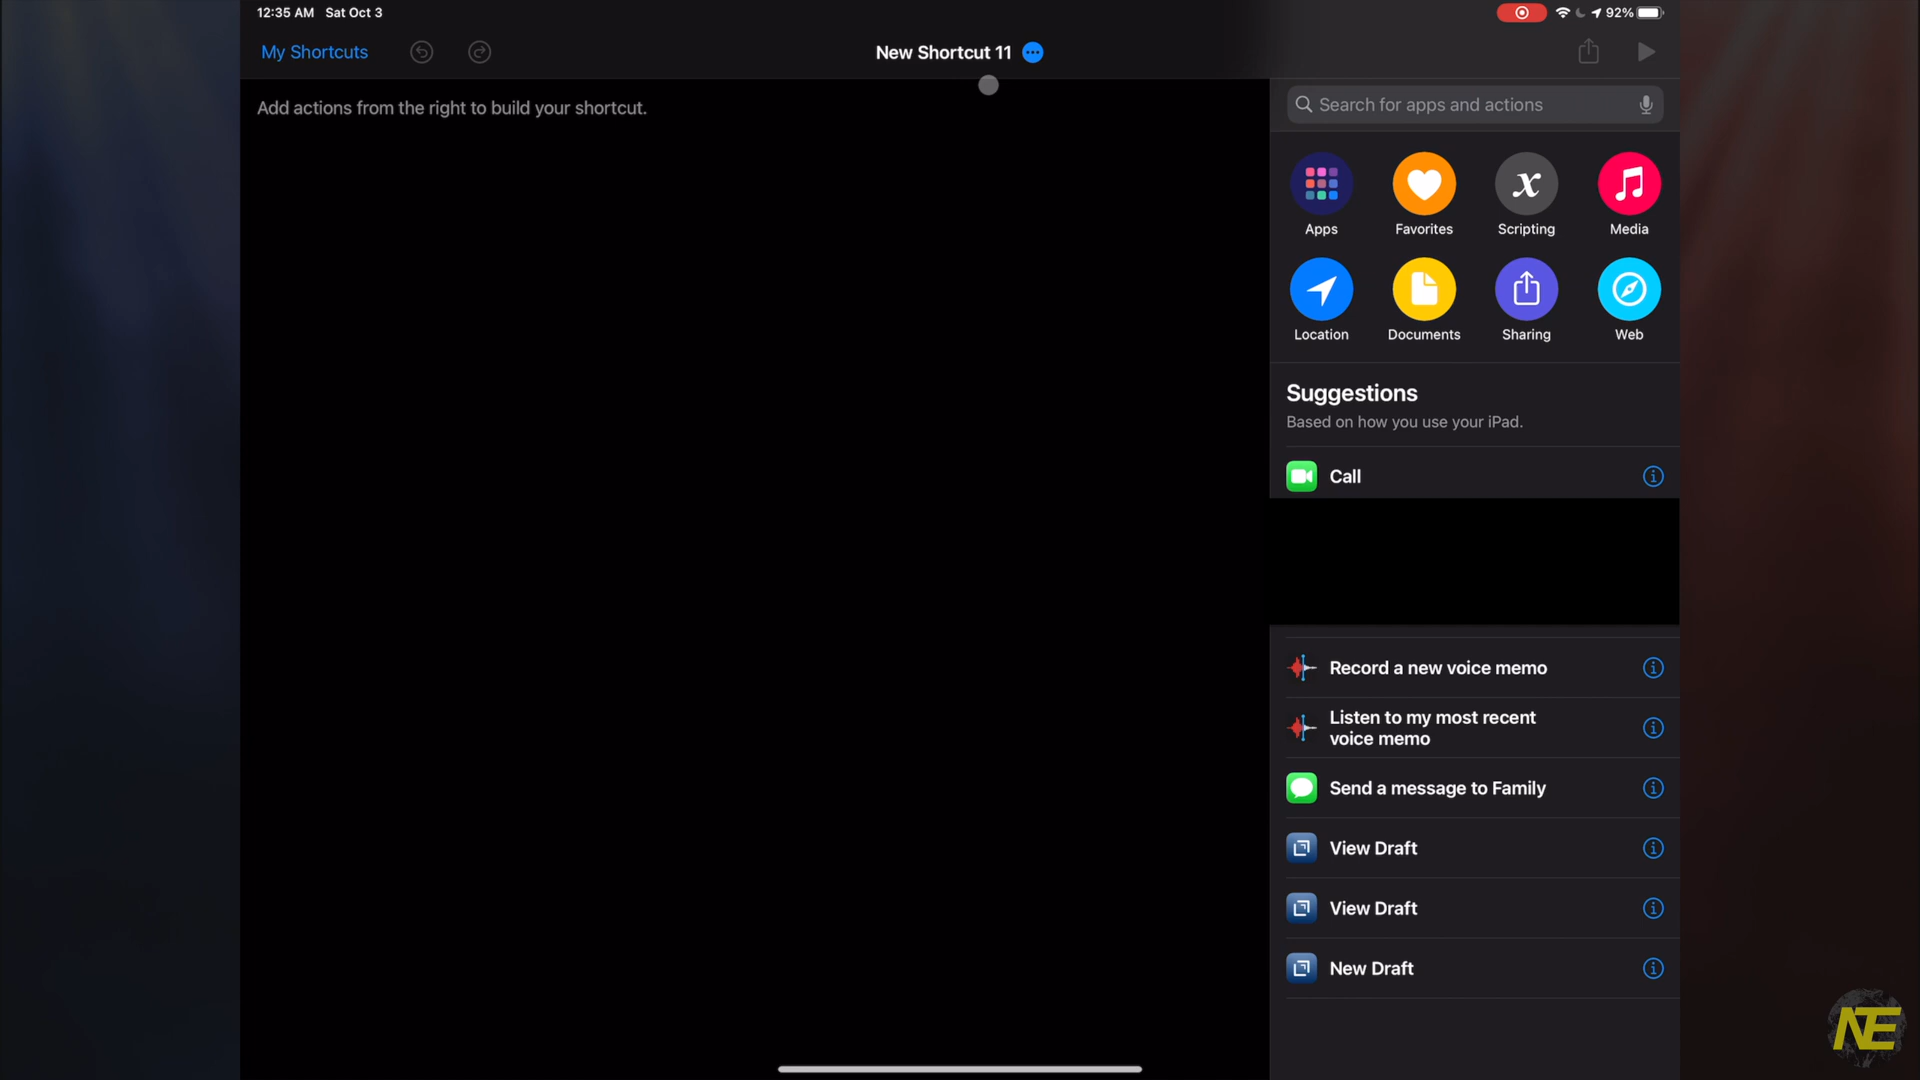 12:35 AM Sat Oct 3
92%
My Shortcuts
New Shortcut 11
Add actions from the right to build your shortcut.
Search for apps and actions
Apps
Favorites
Scripting
Media
Location
Documents
Sharing
Web
Suggestions
Based on how you use your iPad.
Call
Record a new voice memo
Listen to my most recent
voice memo
Send a message to Family
View Draft
View Draft
New Draft
NE